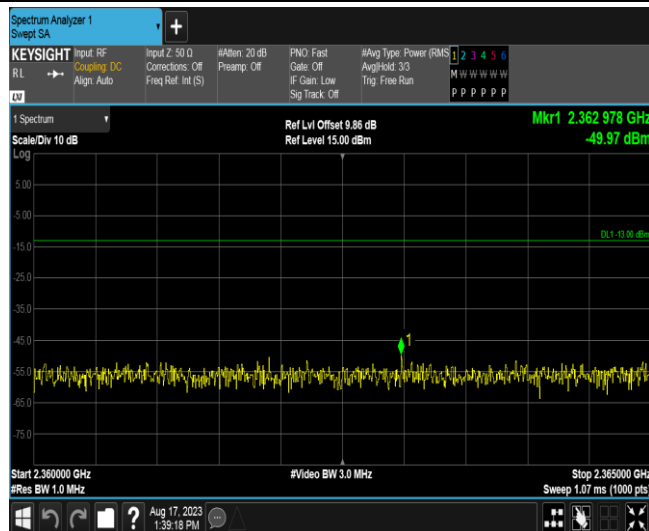 Spectrum Analyzer 1
Swept SA
+
KEYSIGHT
RL
Input: RF
Coupling: DC
Align: Auto
Input Z: 50 Ω
Corrections: Off
Freq Ref: Int (S)
#Atten: 20 dB
Preamp: Off
PNO: Fast
Gate: Off
IF Gain: Low
Sig Track: Off
#Avg Type: Power (RMS
Avg|Hold: 3/3
Trig: Free Run
1 2 3 4 5 6
M W W W W W
P P P P P P
LXI
1 Spectrum
Scale/Div 10 dB
Ref Lvl Offset 9.86 dB
Ref Level 15.00 dBm
Mkr1 2.362 978 GHz
-49.97 dBm
Log
5.00
-5.00
DL1 -13.00 dBm
-15.0
-25.0
-35.0
-45.0
1
-55.0
-65.0
-75.0
Start 2.360000 GHz
#Video BW 3.0 MHz
Stop 2.365000 GHz
#Res BW 1.0 MHz
Sweep 1.07 ms (1000 pts)
?
Aug 17, 2023
1:39:18 PM